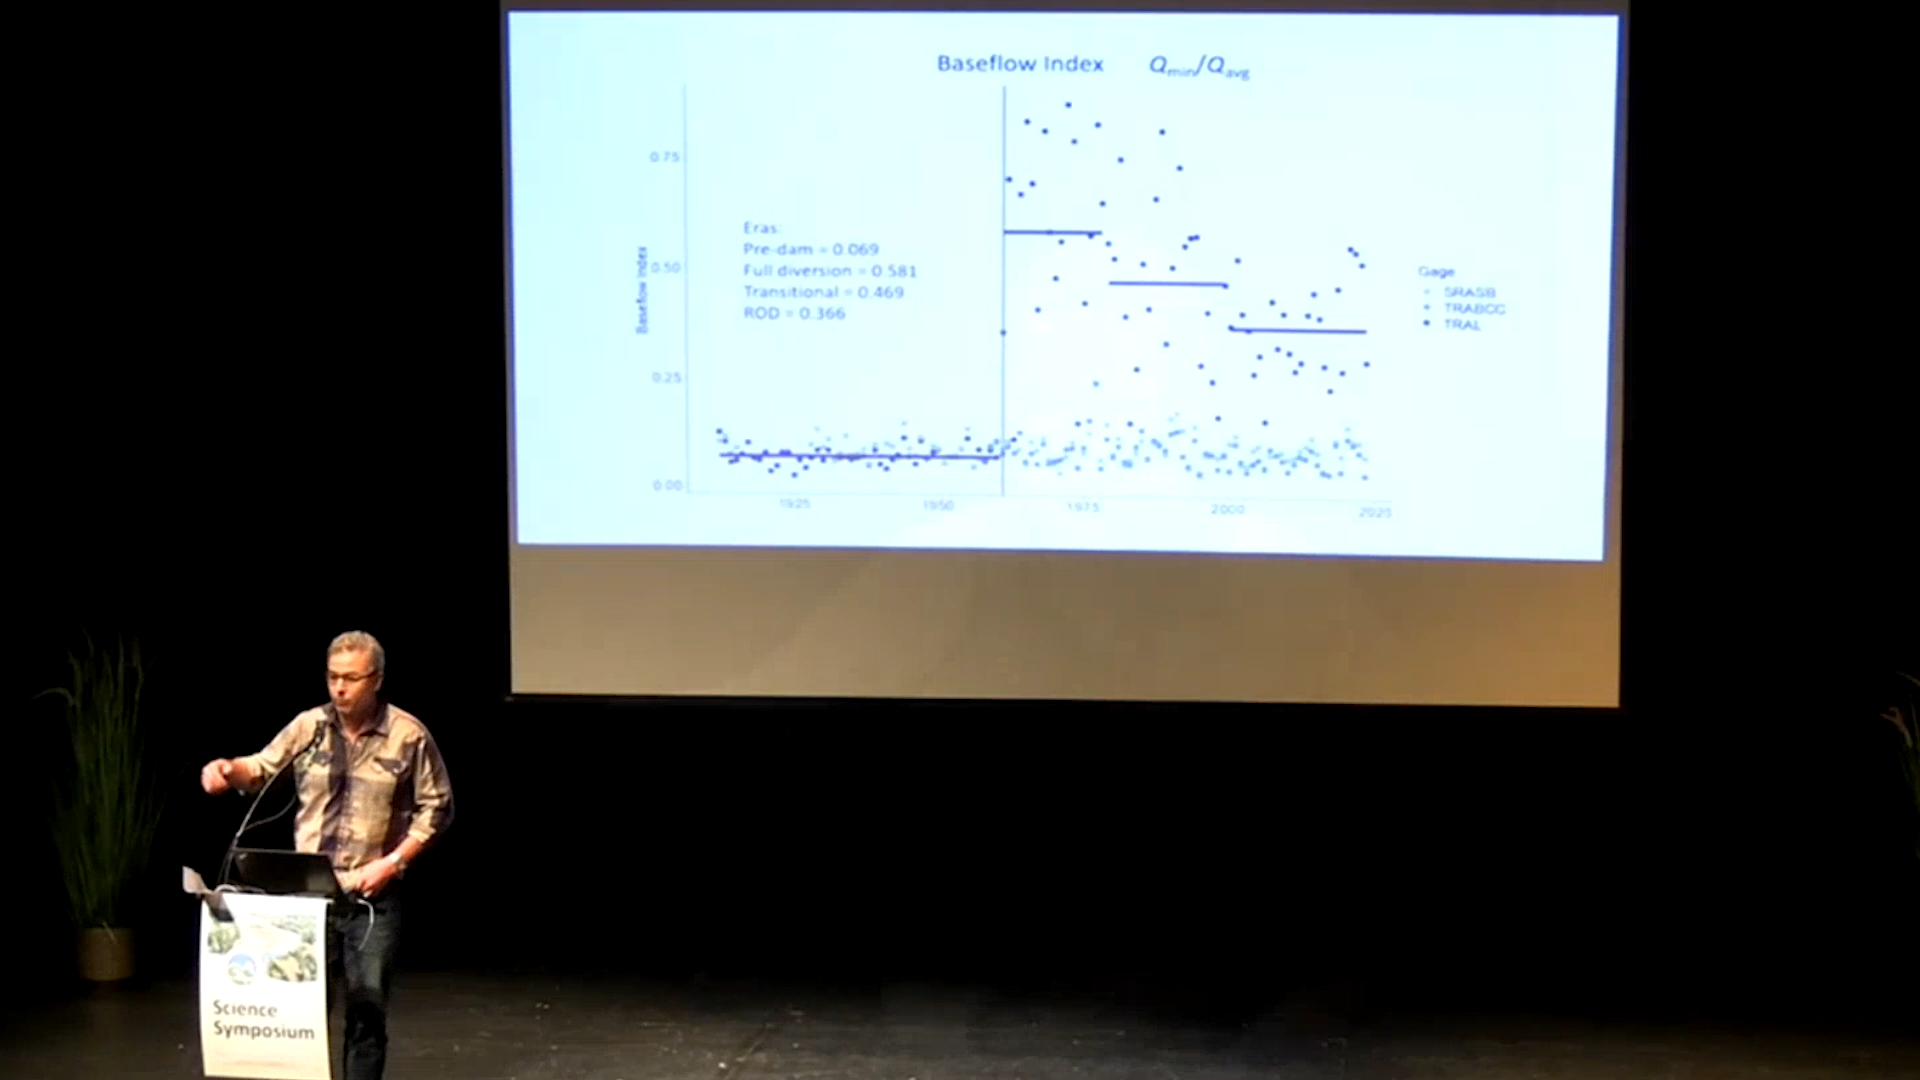 Baseflow Index Qmin/Qavg
0.75
0.50
0.25
0.00
Baseflow Index
Eras:
Pre-dam = 0.069
Full diversion = 0.581
Transitional = 0.469
ROD = 0.366
1925
1950
1975
2000
2025
Gage
SRASB
TRABCC
TRAL
Science
Symposium